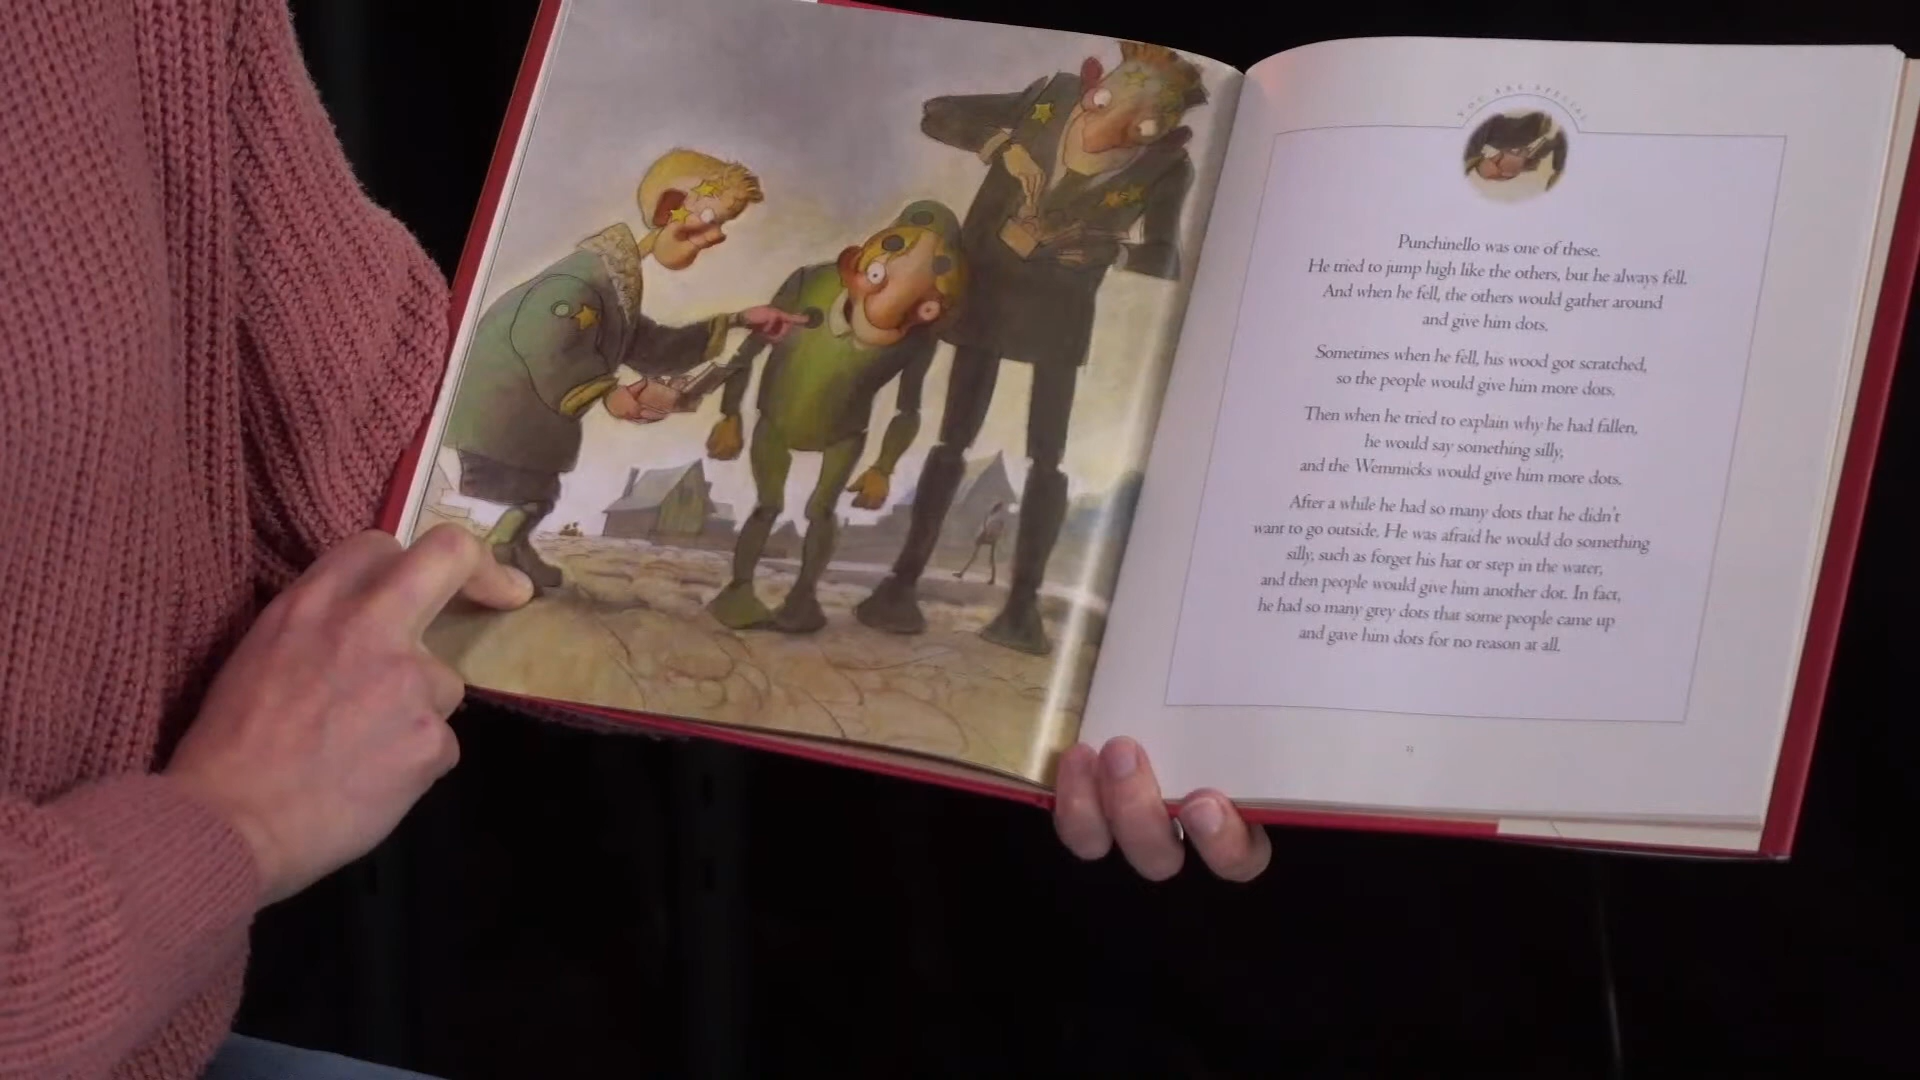 YOU ARE SPECIAL
Punchinello was one of these.
He tried to jump high like the others, but he always fell.
And when he fell, the others would gather around
and give him dots.
Sometimes when he fell, his wood got scratched,
so the people would give him more dots.
Then when he tried to explain why he had fallen,
he would say something silly,
and the Wemmicks would give him more dots.
After a while he had so many dots that he didn't
want to go outside. He was afraid he would do something
silly, such as forget his hat or step in the water,
and then people would give him another dot. In fact,
he had so many grey dots that some people came up
and gave him dots for no reason at all.